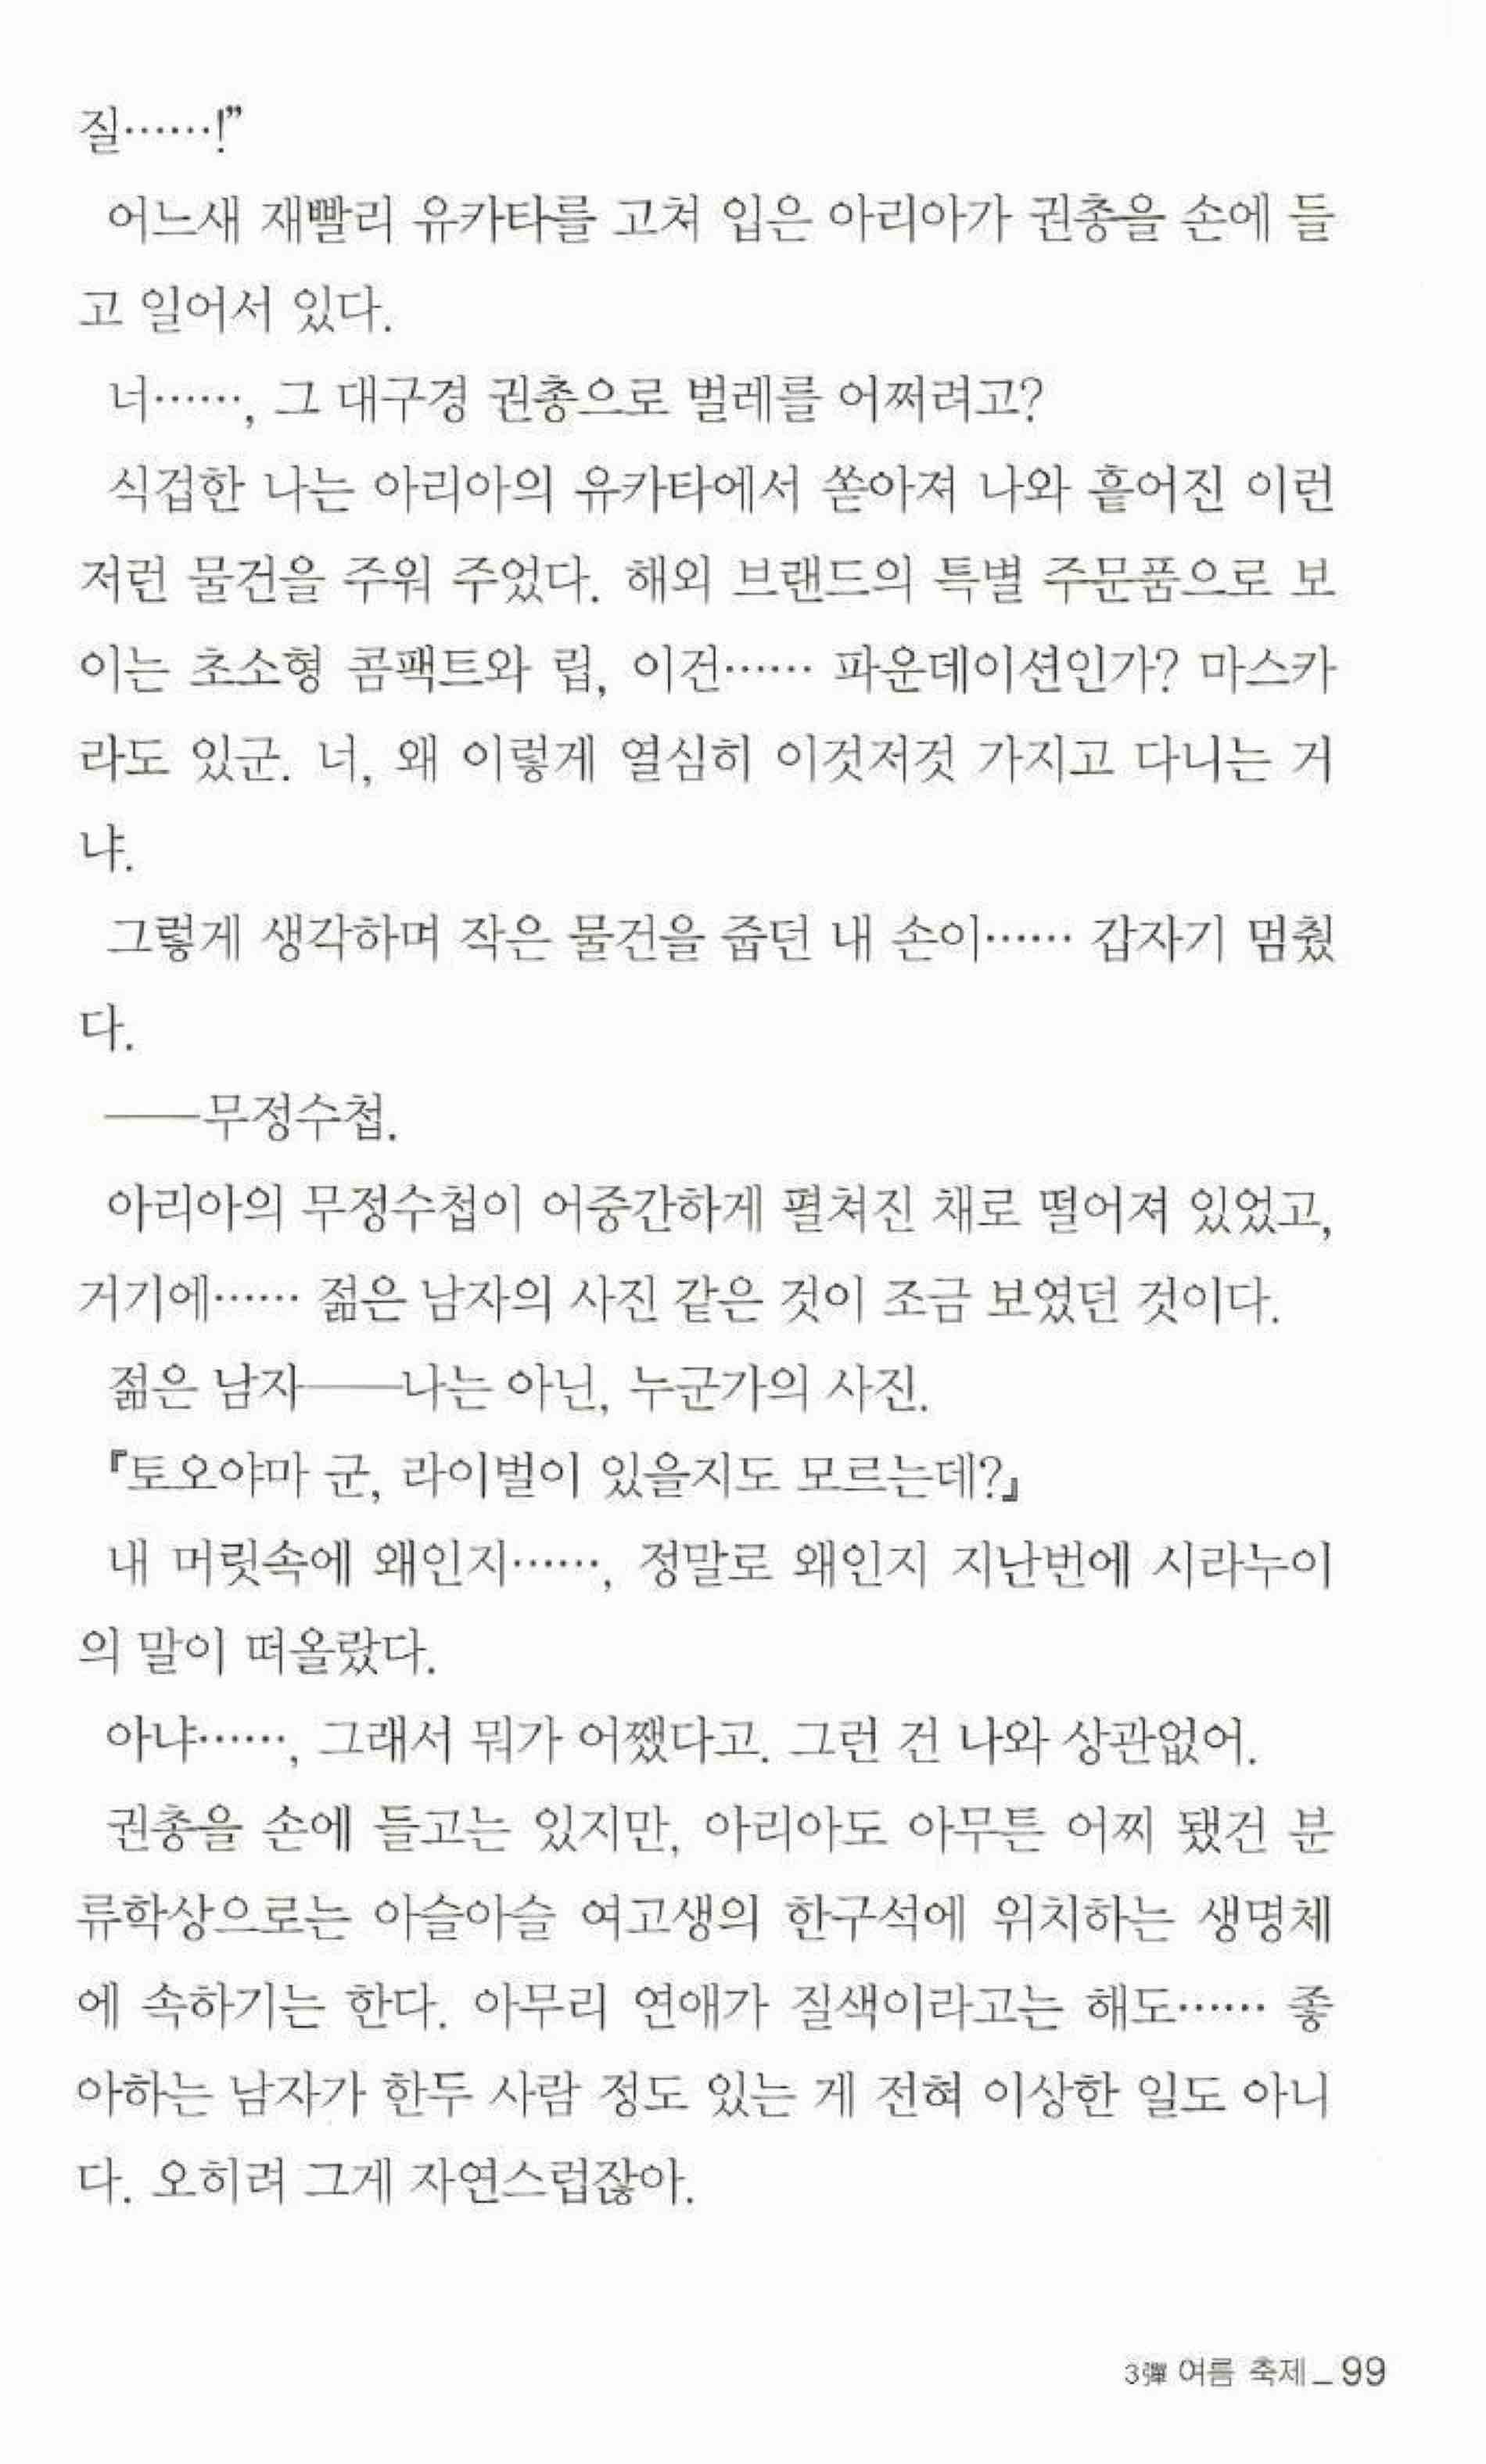 질……!”
어느새 재빨리 유카타를 고쳐 입은 아리아가 권총을 손에 들
고 일어서 있다.
너……, 그 대구경 권총으로 벌레를 어쩌려고?
식겁한 나는 아리아의 유카타에서 쏟아져 나와 흩어진 이런
저런 물건을 주워 주었다. 해외 브랜드의 특별 주문품으로 보
이는 초소형 콤팩트와 립, 이건…… 파운데이션인가? 마스카
라도 있군. 너, 왜 이렇게 열심히 이것저것 가지고 다니는 거
냐.
그렇게 생각하며 작은 물건을 줍던 내 손이…… 갑자기 멈췄
다.
──무정수첩.
아리아의 무정수첩이 어중간하게 펼쳐진 채로 떨어져 있었고,
거기에…… 젊은 남자의 사진 같은 것이 조금 보였던 것이다.
젊은 남자──나는 아닌, 누군가의 사진.
『토오야마 군, 라이벌이 있을지도 모르는데?』
내 머릿속에 왜인지……, 정말로 왜인지 지난번에 시라누이
의 말이 떠올랐다.
아냐……, 그래서 뭐가 어쨌다고. 그런 건 나와 상관없어.
권총을 손에 들고는 있지만, 아리아도 아무튼 어찌 됐건 분
류학상으로는 아슬아슬 여고생의 한구석에 위치하는 생명체
에 속하기는 한다. 아무리 연애가 질색이라고는 해도…… 좋
아하는 남자가 한두 사람 정도 있는 게 전혀 이상한 일도 아니
다. 오히려 그게 자연스럽잖아.
3彈 여름 축제_99